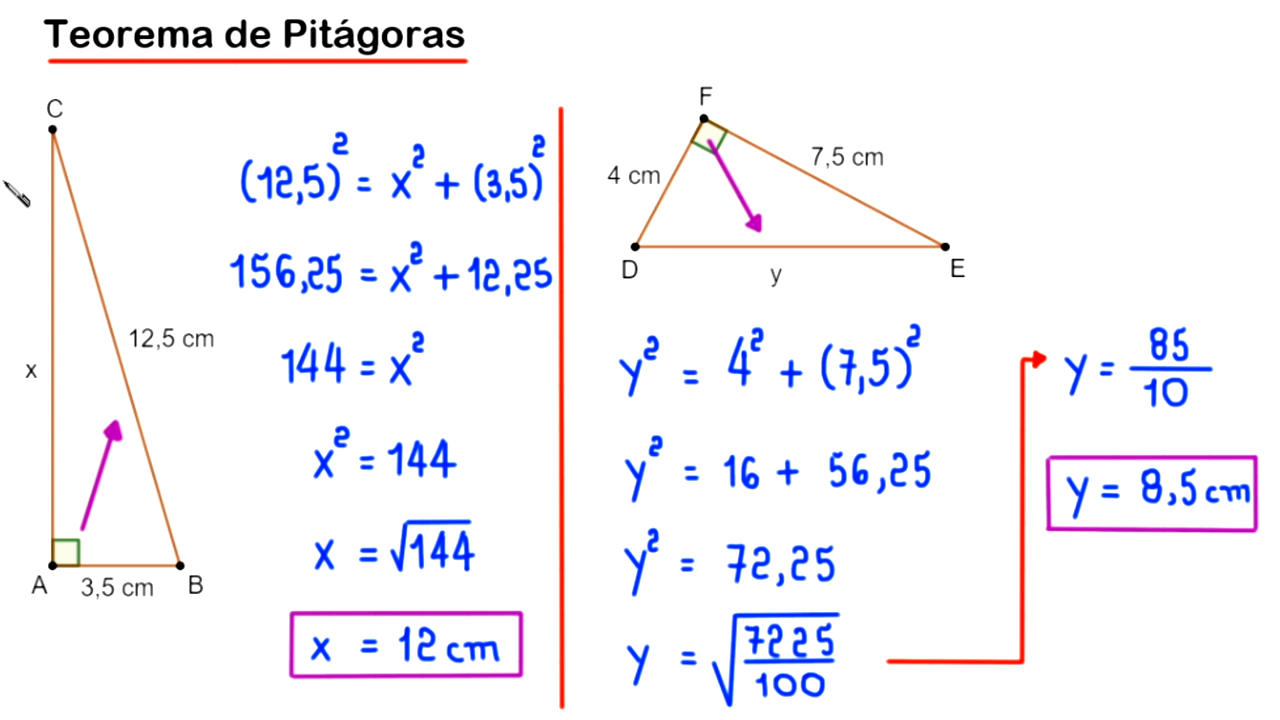 Teorema de Pitágoras
C
x
12,5 cm
A
3,5 cm
B
(12,5)² = x² + (3,5)²
156,25 = x² + 12,25
144 = x²
x² = 144
x = √144
x = 12 cm
F
4 cm
7,5 cm
D
y
E
y² = 4² + (7,5)²
y² = 16 + 56,25
y² = 72,25
y = √(7225/100)
y = 85/10
y = 8,5 cm